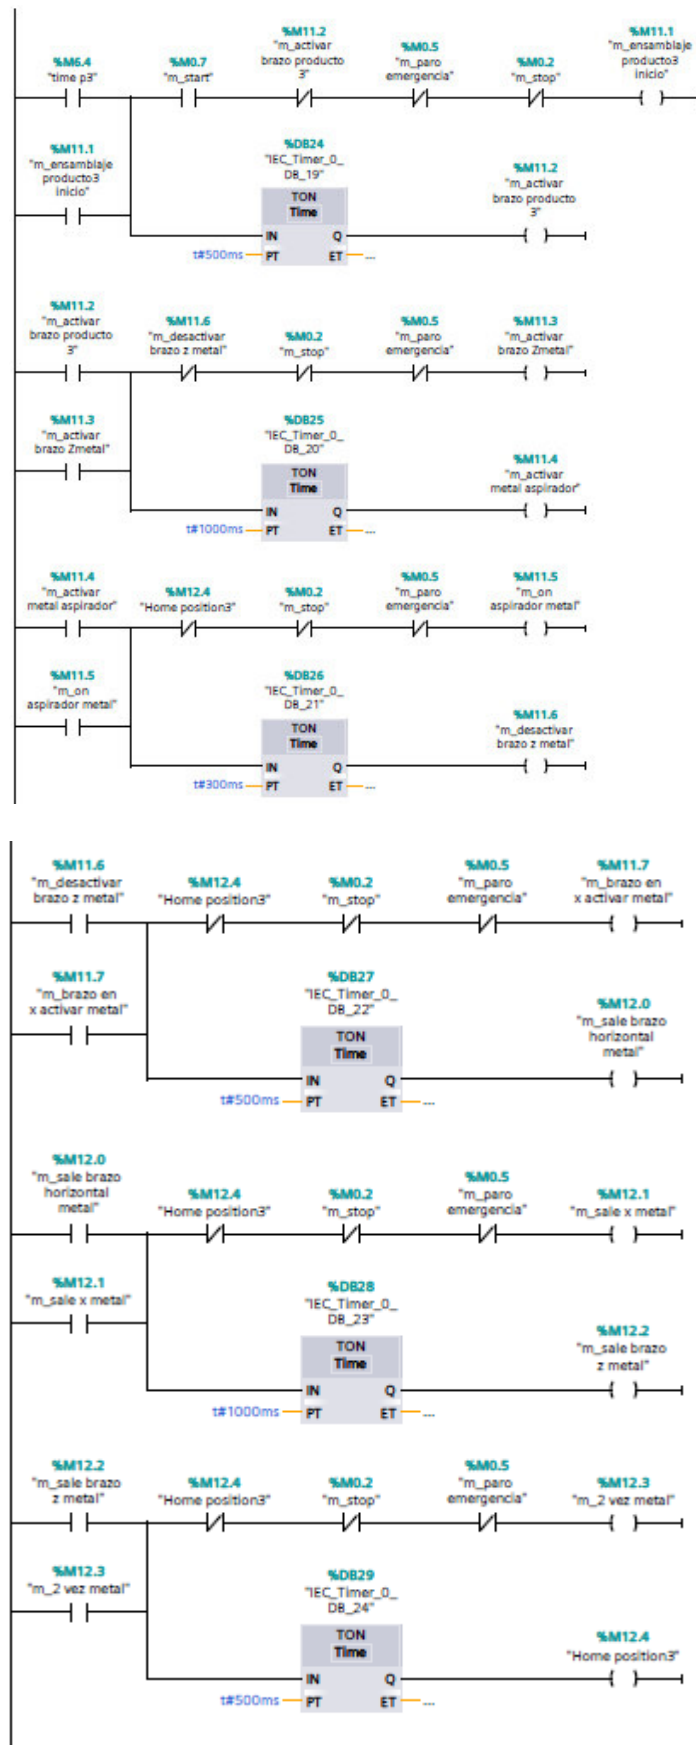 %M11.2
"m_activar
brazo producto
3"
%M0.5
"m_paro
emergencia"
%M11.1
"m_ensamblaje
producto3
inicio"
%M6.4
"time p3"
%M0.7
"m_start"
%M0.2
"m_stop"
%M11.1
"m_ensamblaje
producto3
inicio"
%DB24
"IEC_Timer_0_
DB_19"
TON
Time
IN
Q
t#500ms
PT
ET
...
%M11.2
"m_activar
brazo producto
3"
%M11.2
"m_activar
brazo producto
3"
%M11.6
"m_desactivar
brazo z metal"
%M0.2
"m_stop"
%M0.5
"m_paro
emergencia"
%M11.3
"m_activar
brazo Zmetal"
%M11.3
"m_activar
brazo Zmetal"
%DB25
"IEC_Timer_0_
DB_20"
TON
Time
IN
Q
t#1000ms
PT
ET
...
%M11.4
"m_activar
metal aspirador"
%M11.4
"m_activar
metal aspirador"
%M12.4
"Home position3"
%M0.2
"m_stop"
%M0.5
"m_paro
emergencia"
%M11.5
"m_on
aspirador metal"
%M11.5
"m_on
aspirador metal"
%DB26
"IEC_Timer_0_
DB_21"
TON
Time
IN
Q
t#300ms
PT
ET
...
%M11.6
"m_desactivar
brazo z metal"
%M11.6
"m_desactivar
brazo z metal"
%M12.4
"Home position3"
%M0.2
"m_stop"
%M0.5
"m_paro
emergencia"
%M11.7
"m_brazo en
x activar metal"
%M11.7
"m_brazo en
x activar metal"
%DB27
"IEC_Timer_0_
DB_22"
TON
Time
IN
Q
t#500ms
PT
ET
...
%M12.0
"m_sale brazo
horizontal
metal"
%M12.0
"m_sale brazo
horizontal
metal"
%M12.4
"Home position3"
%M0.2
"m_stop"
%M0.5
"m_paro
emergencia"
%M12.1
"m_sale x metal"
%M12.1
"m_sale x metal"
%DB28
"IEC_Timer_0_
DB_23"
TON
Time
IN
Q
t#1000ms
PT
ET
...
%M12.2
"m_sale brazo
z metal"
%M12.2
"m_sale brazo
z metal"
%M12.4
"Home position3"
%M0.2
"m_stop"
%M0.5
"m_paro
emergencia"
%M12.3
"m_2 vez metal"
%M12.3
"m_2 vez metal"
%DB29
"IEC_Timer_0_
DB_24"
TON
Time
IN
Q
t#500ms
PT
ET
...
%M12.4
"Home position3"